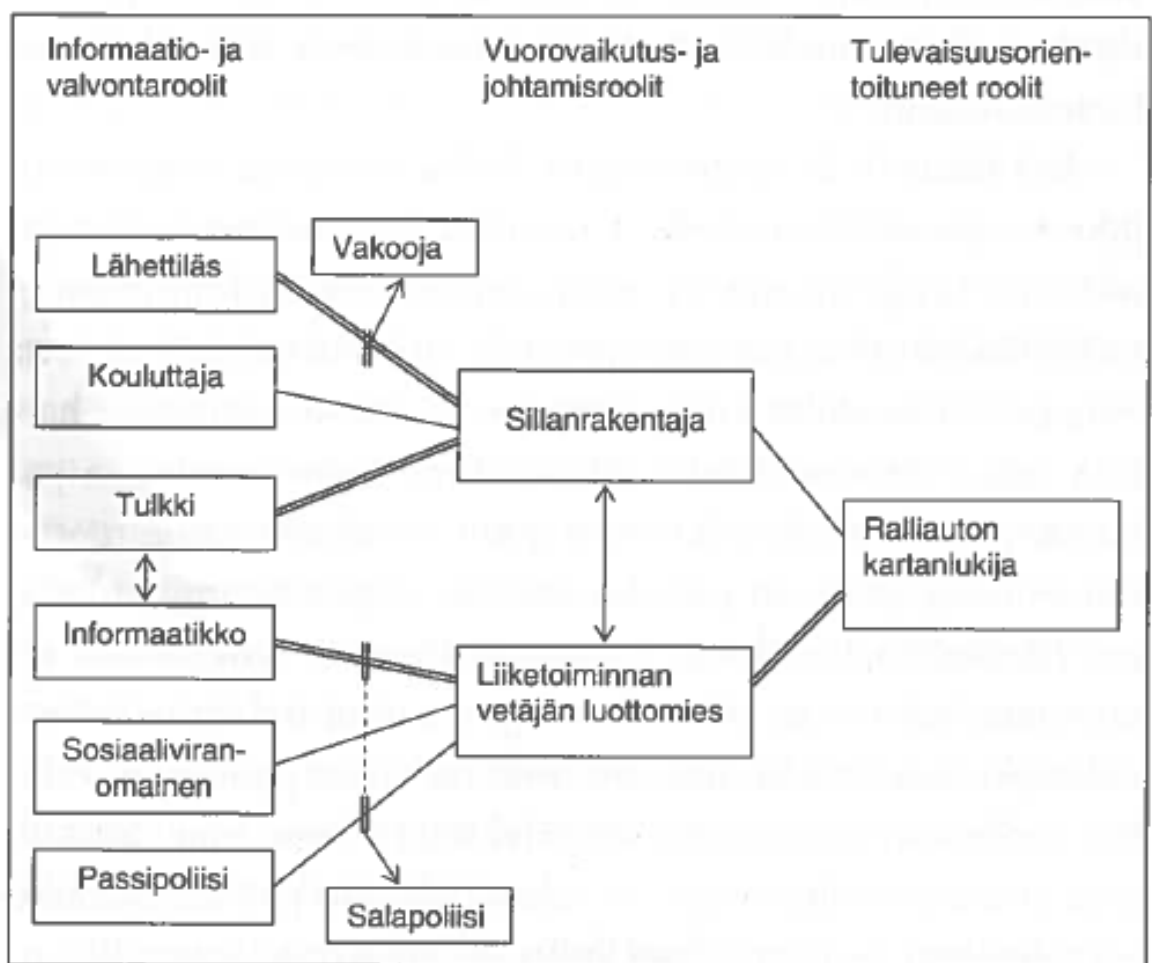 Informaatio- ja
valvontaroolit
Vuorovaikutus- ja
johtamisroolit
Tulevaisuusorien-
toituneet roolit
Lähettiläs
Vakooja
Kouluttaja
Sillanrakentaja
Tulkki
Ralliauton
kartanlukija
Informaatikko
Liiketoiminnan
vetäjän luottomies
Sosiaaliviran-
omainen
Passipoliisi
Salapoliisi